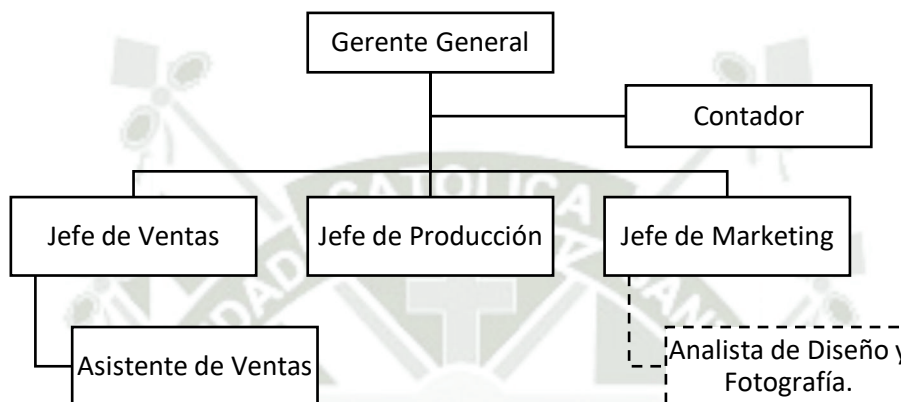 Gerente General
Contador
Jefe de Ventas
Jefe de Producción
Jefe de Marketing
Asistente de Ventas
Analista de Diseño y
Fotografía.
CATOLICA